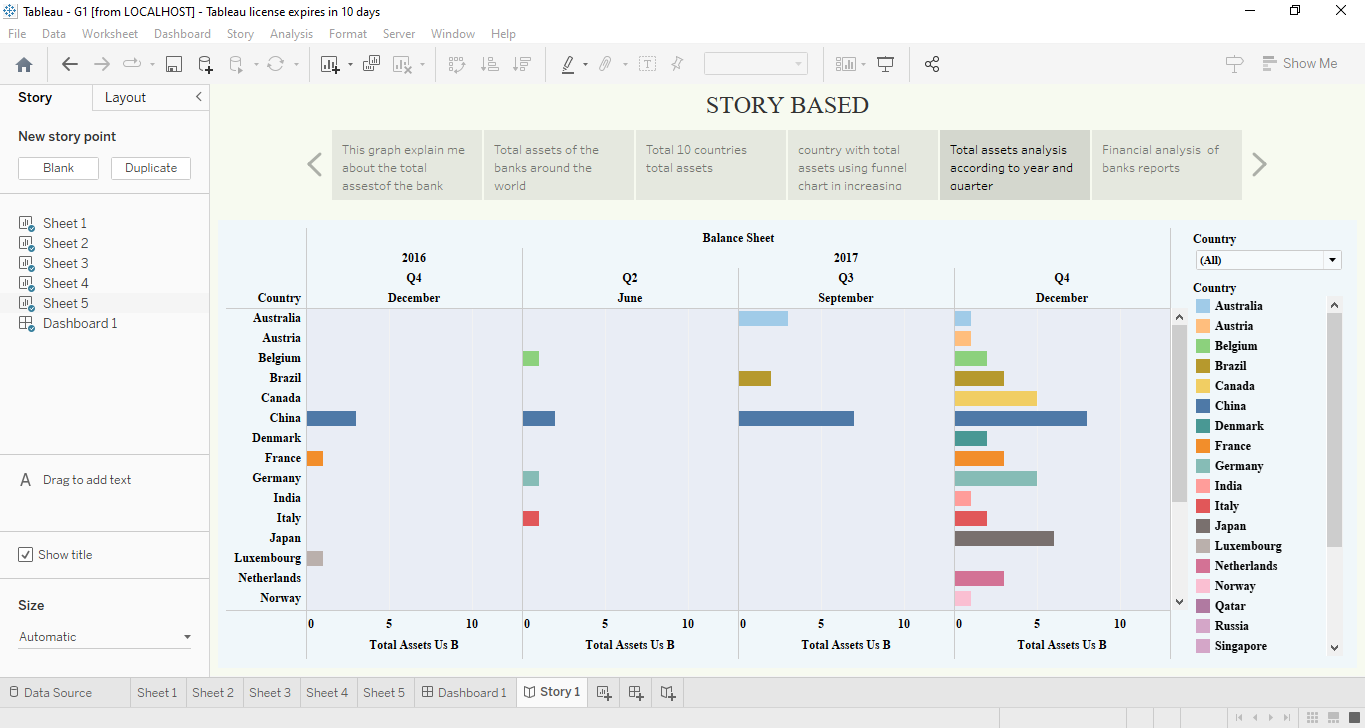 Tableau - G1 [from LOCALHOST] - Tableau license expires in 10 days
File Data Worksheet Dashboard Story Analysis Format Server Window Help
Show Me
Story Layout
New story point
Blank Duplicate
Sheet 1
Sheet 2
Sheet 3
Sheet 4
Sheet 5
Dashboard 1
A Drag to add text
Show title
Size
Automatic
STORY BASED
This graph explain me
about the total
assestof the bank
Total assets of the
banks around the
world
Total 10 countries
total assets
country with total
assets using funnel
chart in increasing
Total assets analysis
according to year and
quarter
Financial analysis of
banks reports
Balance Sheet
2016 2017
Q4 Q2 Q3 Q4
Country December June September December
Australia
Austria
Belgium
Brazil
Canada
China
Denmark
France
Germany
India
Italy
Japan
Luxembourg
Netherlands
Norway
0 5 10 0 5 10 0 5 10 0 5 10
Total Assets Us B Total Assets Us B Total Assets Us B Total Assets Us B
Country
(All)
Country
Australia
Austria
Belgium
Brazil
Canada
China
Denmark
France
Germany
India
Italy
Japan
Luxembourg
Netherlands
Norway
Qatar
Russia
Singapore
Data Source Sheet 1 Sheet 2 Sheet 3 Sheet 4 Sheet 5 Dashboard 1 Story 1